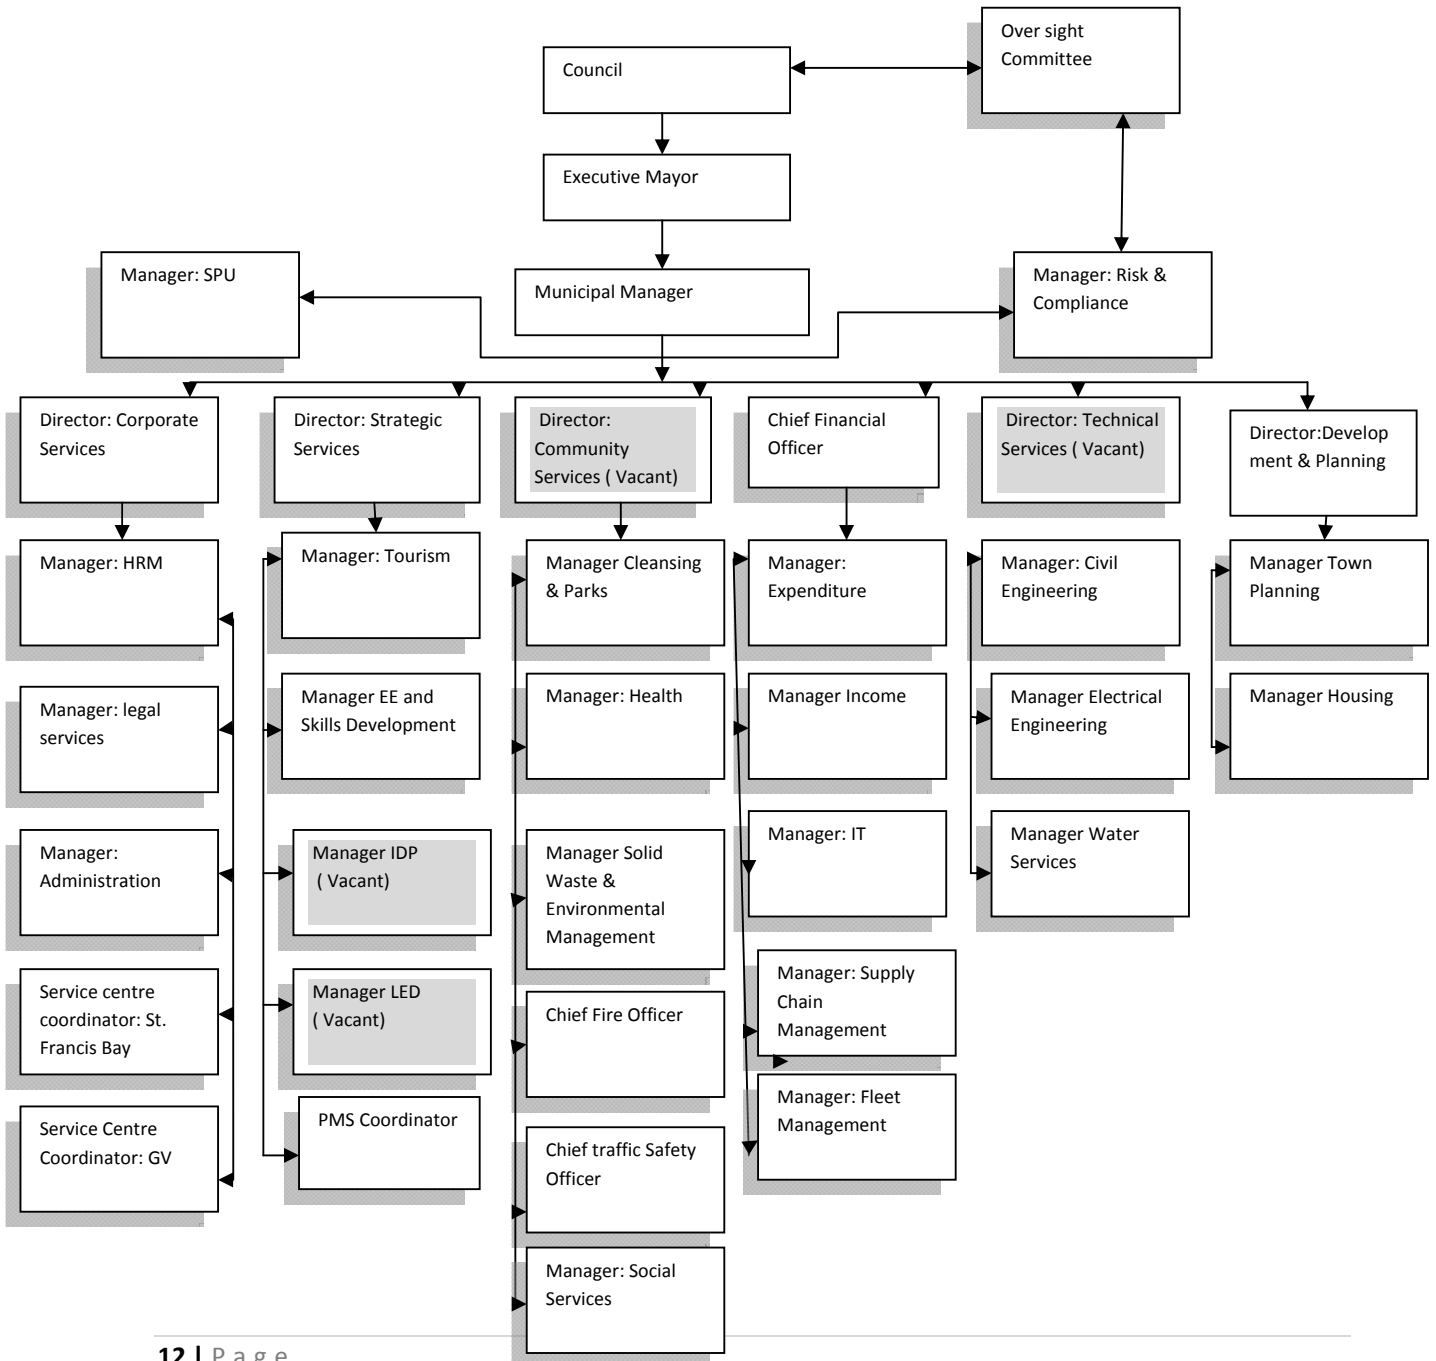 Over sight
Committee
Council
Executive Mayor
Manager: SPU
Municipal Manager
Manager: Risk &
Compliance
Director: Corporate
Services
Director: Strategic
Services
Director:
Community
Services ( Vacant)
Chief Financial
Officer
Director: Technical
Services ( Vacant)
Director:Develop
ment & Planning
Manager: HRM
Manager: Tourism
Manager Cleansing
& Parks
Manager:
Expenditure
Manager: Civil
Engineering
Manager Town
Planning
Manager: legal
services
Manager EE and
Skills Development
Manager: Health
Manager Income
Manager Electrical
Engineering
Manager Housing
Manager:
Administration
Manager IDP
( Vacant)
Manager Solid
Waste &
Environmental
Management
Manager: IT
Manager Water
Services
Service centre
coordinator: St.
Francis Bay
Manager LED
( Vacant)
Chief Fire Officer
Manager: Supply
Chain
Management
Service Centre
Coordinator: GV
PMS Coordinator
Chief traffic Safety
Officer
Manager: Fleet
Management
Manager: Social
Services
12 | P a g e